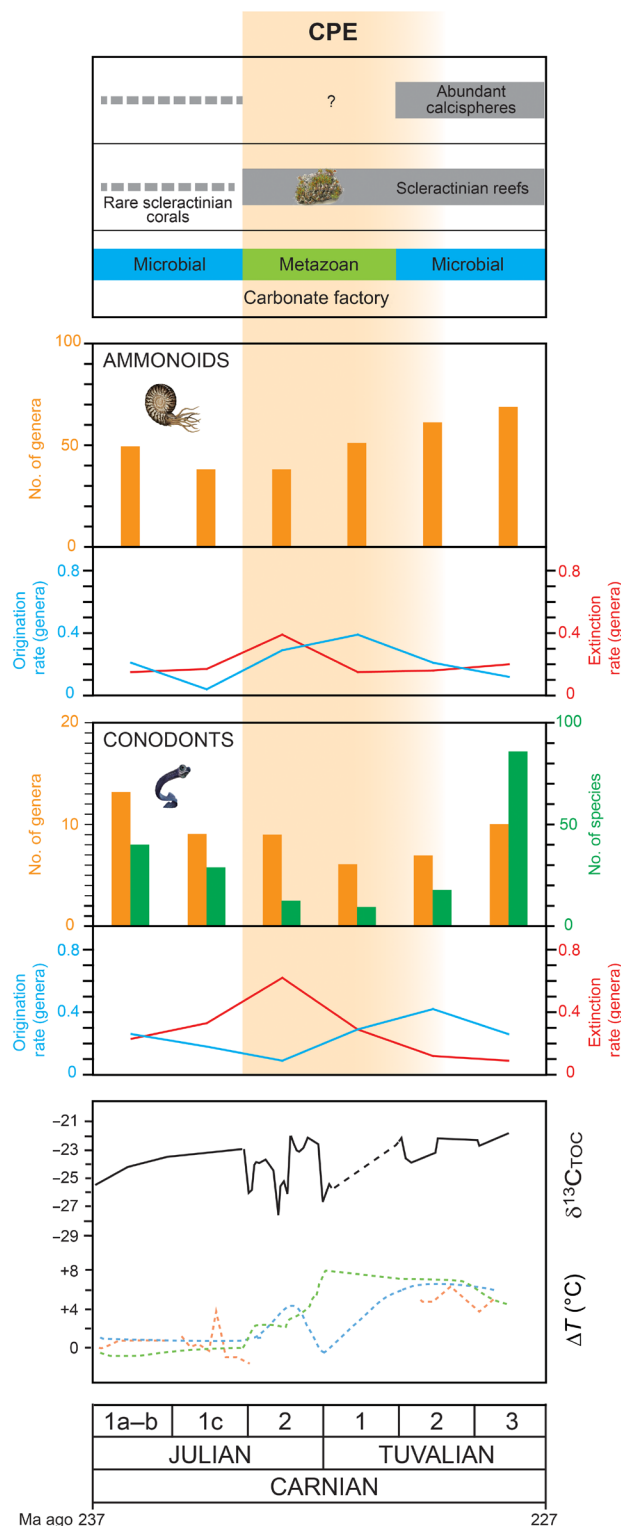 CPE
Abundant
calcispheres
?
Scleractinian reefs
Rare scleractinian
corals
Microbial Metazoan Microbial
Carbonate factory
AMMONOIDS
No. of genera
100
50
0
Origination
rate (genera)
0.8
0.4
0
Extinction
rate (genera)
0.8
0.4
0
CONODONTS
No. of genera
20
10
0
No. of species
100
50
0
Origination
rate (genera)
0.8
0.4
0
Extinction
rate (genera)
0.8
0.4
0
–21
–23
–25
–27
–29
δ¹³CTOC
+8
+4
0
ΔT (°C)
1a–b 1c 2 1 2 3
JULIAN TUVALIAN
CARNIAN
Ma ago 237 227